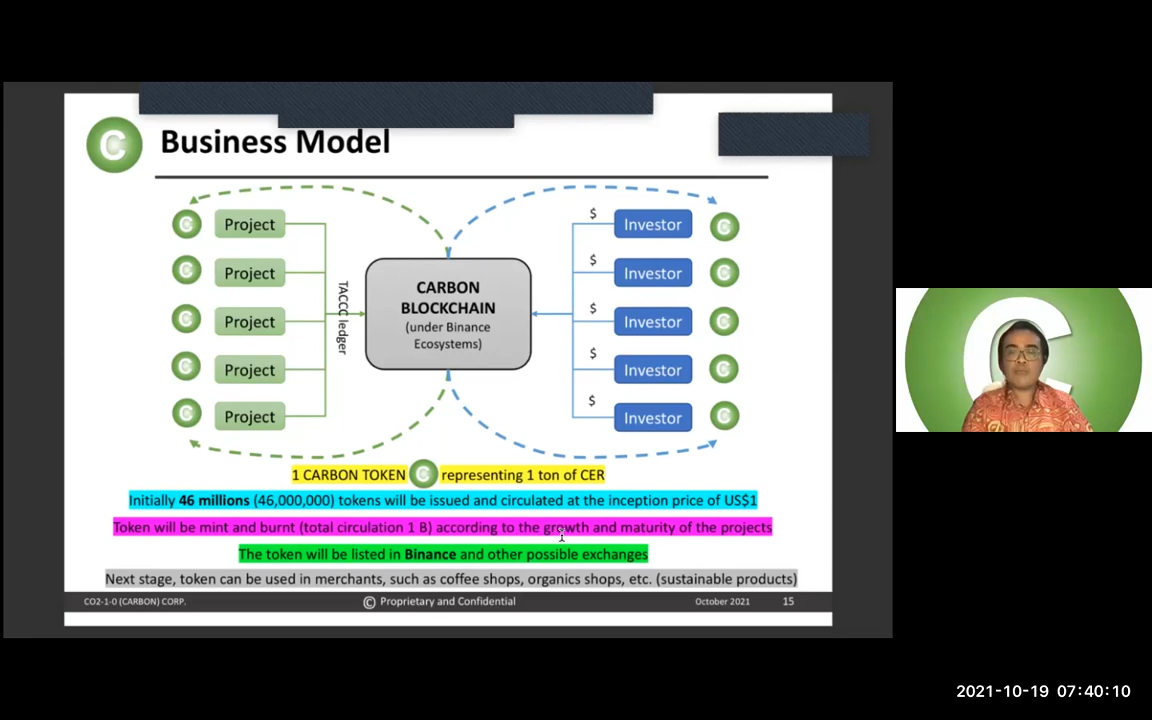 C
Business Model
C Project
C Project
C Project
C Project
C Project
TACCC ledger
CARBON
BLOCKCHAIN
(under Binance
Ecosystems)
$ Investor C
$ Investor C
$ Investor C
$ Investor C
$ Investor C
1 CARBON TOKEN C representing 1 ton of CER
Initially 46 millions (46,000,000) tokens will be issued and circulated at the inception price of US$1
Token will be mint and burnt (total circulation 1 B) according to the growth and maturity of the projects
The token will be listed in Binance and other possible exchanges
Next stage, token can be used in merchants, such as coffee shops, organics shops, etc. (sustainable products)
CO2-1-0 (CARBON) CORP. © Proprietary and Confidential October 2021 15
C
2021-10-19 07:40:10